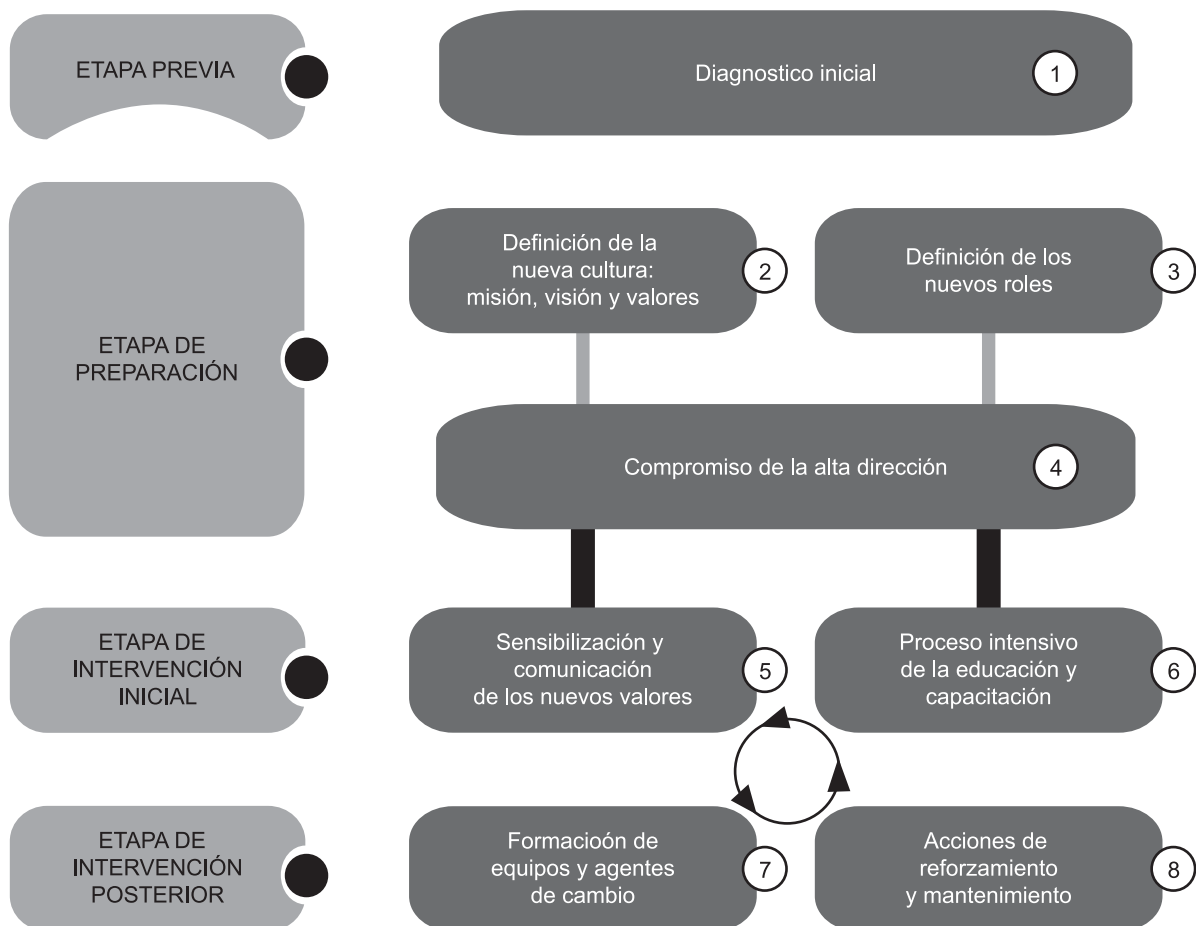 ETAPA PREVIA
Diagnostico inicial
1
ETAPA DE
PREPARACIÓN
Definición de la
nueva cultura:
misión, visión y valores
2
Definición de los
nuevos roles
3
Compromiso de la alta dirección
4
ETAPA DE
INTERVENCIÓN
INICIAL
Sensibilización y
comunicación
de los nuevos valores
5
Proceso intensivo
de la educación y
capacitación
6
ETAPA DE
INTERVENCIÓN
POSTERIOR
Formacioón de
equipos y agentes
de cambio
7
Acciones de
reforzamiento
y mantenimiento
8